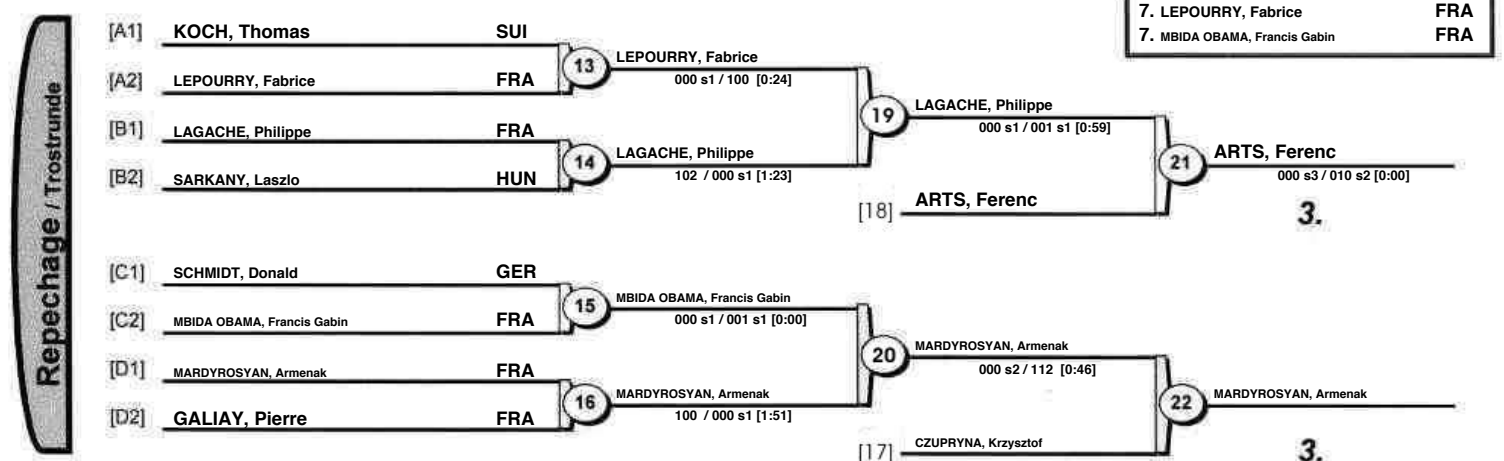 7. LEPOURRY, Fabrice FRA
7. MBIDA OBAMA, Francis Gabin FRA
Repechage / Trostrunde
[A1] KOCH, Thomas SUI
13
LEPOURRY, Fabrice
000 s1 / 100 [0:24]
[A2] LEPOURRY, Fabrice FRA
19
LAGACHE, Philippe
000 s1 / 001 s1 [0:59]
[B1] LAGACHE, Philippe FRA
14
LAGACHE, Philippe
102 / 000 s1 [1:23]
[B2] SARKANY, Laszlo HUN
21
ARTS, Ferenc
000 s3 / 010 s2 [0:00]
[18] ARTS, Ferenc
3.
[C1] SCHMIDT, Donald GER
15
MBIDA OBAMA, Francis Gabin
000 s1 / 001 s1 [0:00]
[C2] MBIDA OBAMA, Francis Gabin FRA
20
MARDYROSYAN, Armenak
000 s2 / 112 [0:46]
[D1] MARDYROSYAN, Armenak FRA
16
MARDYROSYAN, Armenak
100 / 000 s1 [1:51]
[D2] GALIAY, Pierre FRA
22
MARDYROSYAN, Armenak
[17] CZUPRYNA, Krzysztof
3.